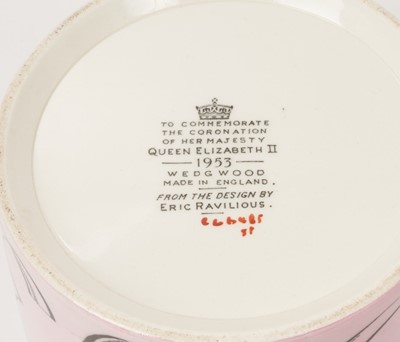 TO COMMEMORATE
THE CORONATION
OF HER MAJESTY
QUEEN ELIZABETH II
1953
WEDGWOOD
MADE IN ENGLAND.
FROM THE DESIGN BY
ERIC RAVILIOUS.